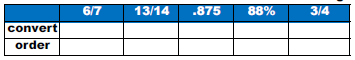 6/7 13/14 .875 88% 3/4
convert
order